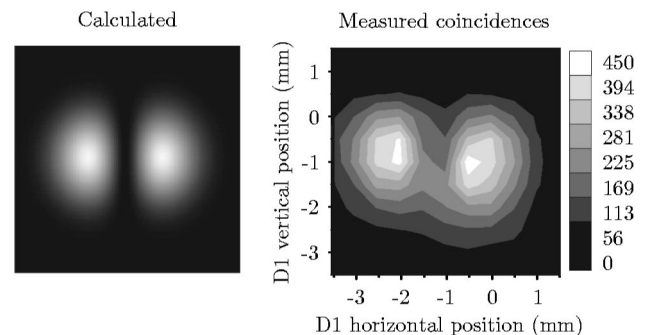 Calculated
Measured coincidences
D1 vertical position (mm)
1
0
-1
-2
-3
-3 -2 -1 0 1
D1 horizontal position (mm)
450
394
338
281
225
169
113
56
0